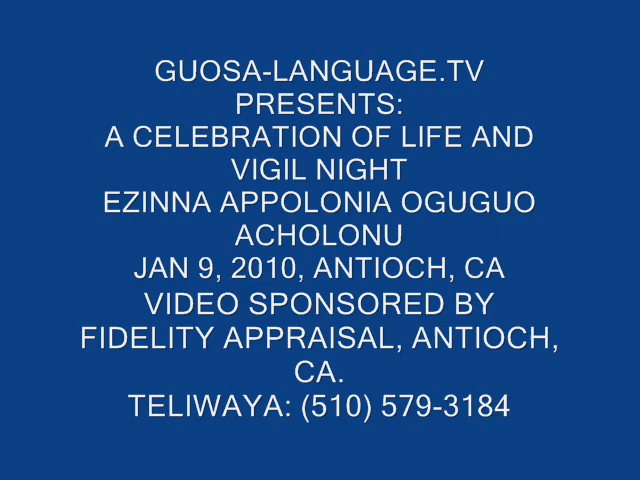 GUOSA-LANGUAGE.TV
PRESENTS:
A CELEBRATION OF LIFE AND
VIGIL NIGHT
EZINNA APPOLONIA OGUGUO
ACHOLONU
JAN 9, 2010, ANTIOCH, CA
VIDEO SPONSORED BY
FIDELITY APPRAISAL, ANTIOCH,
CA.
TELIWAYA: (510) 579-3184